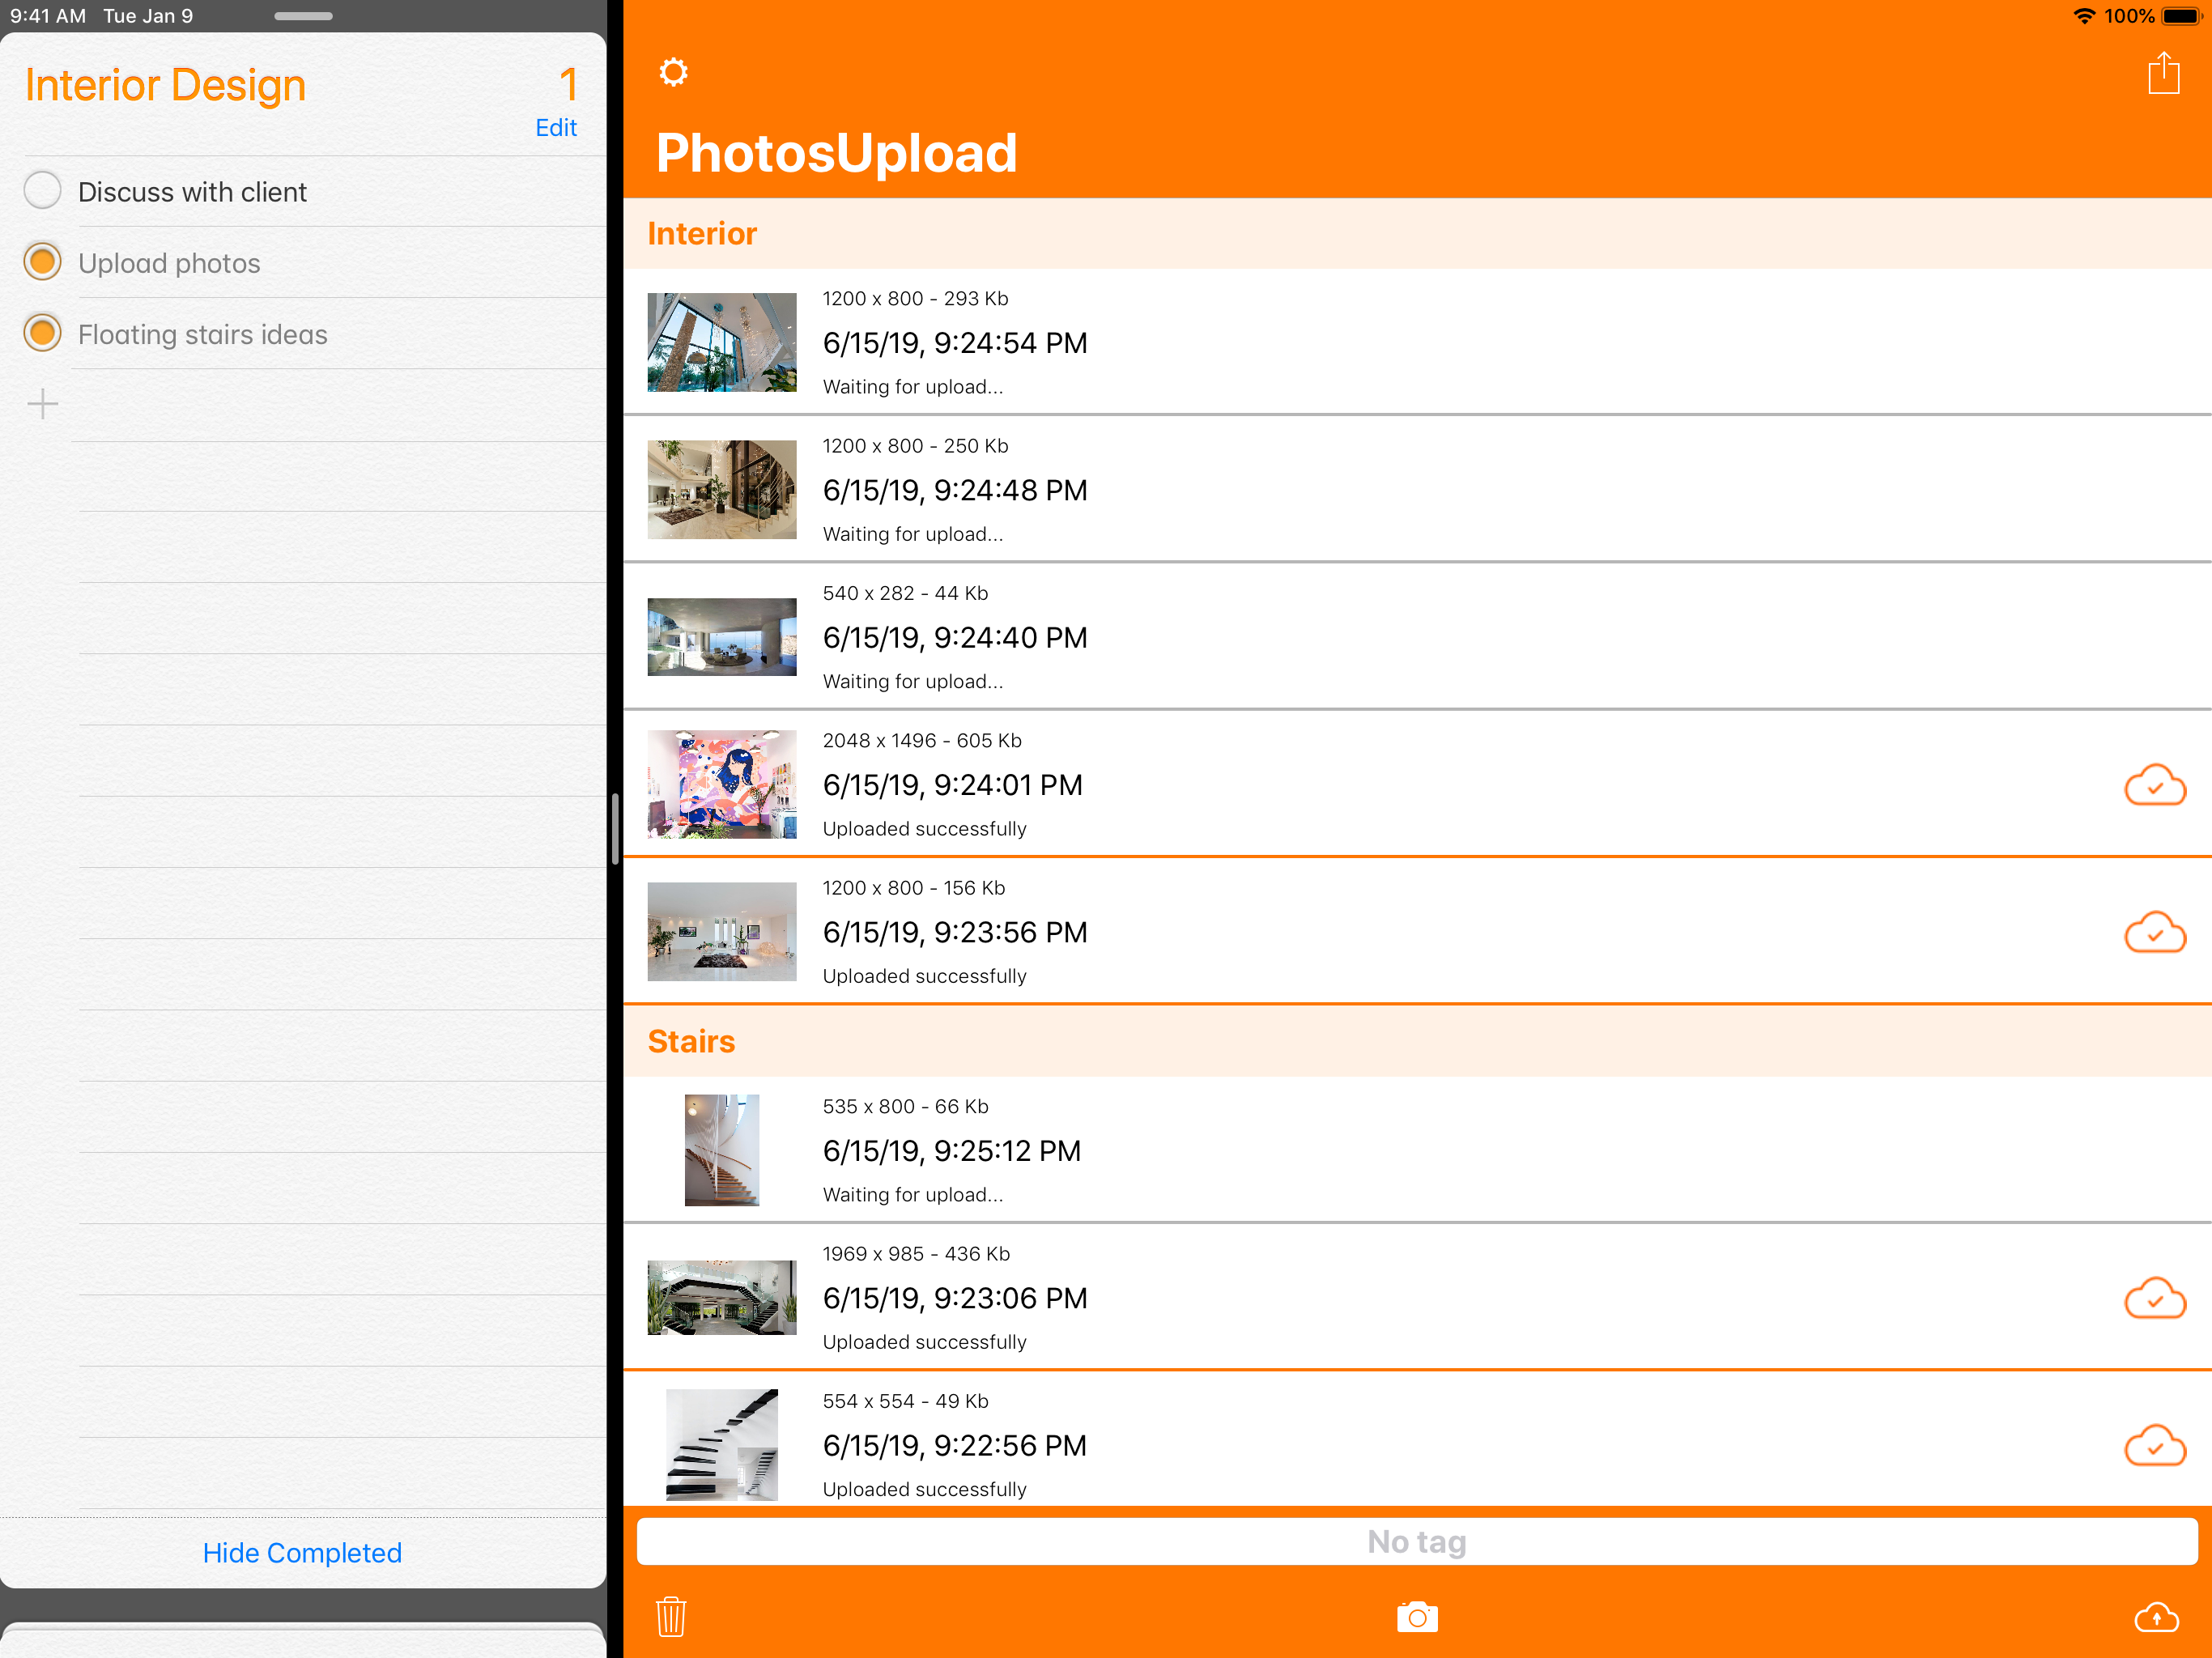 9:41 AM Tue Jan 9
Interior Design 1
Edit
Discuss with client
Upload photos
Floating stairs ideas
Hide Completed
100%
PhotosUpload
Interior
1200 x 800 - 293 Kb
6/15/19, 9:24:54 PM
Waiting for upload...
1200 x 800 - 250 Kb
6/15/19, 9:24:48 PM
Waiting for upload...
540 x 282 - 44 Kb
6/15/19, 9:24:40 PM
Waiting for upload...
2048 x 1496 - 605 Kb
6/15/19, 9:24:01 PM
Uploaded successfully
1200 x 800 - 156 Kb
6/15/19, 9:23:56 PM
Uploaded successfully
Stairs
535 x 800 - 66 Kb
6/15/19, 9:25:12 PM
Waiting for upload...
1969 x 985 - 436 Kb
6/15/19, 9:23:06 PM
Uploaded successfully
554 x 554 - 49 Kb
6/15/19, 9:22:56 PM
Uploaded successfully
No tag